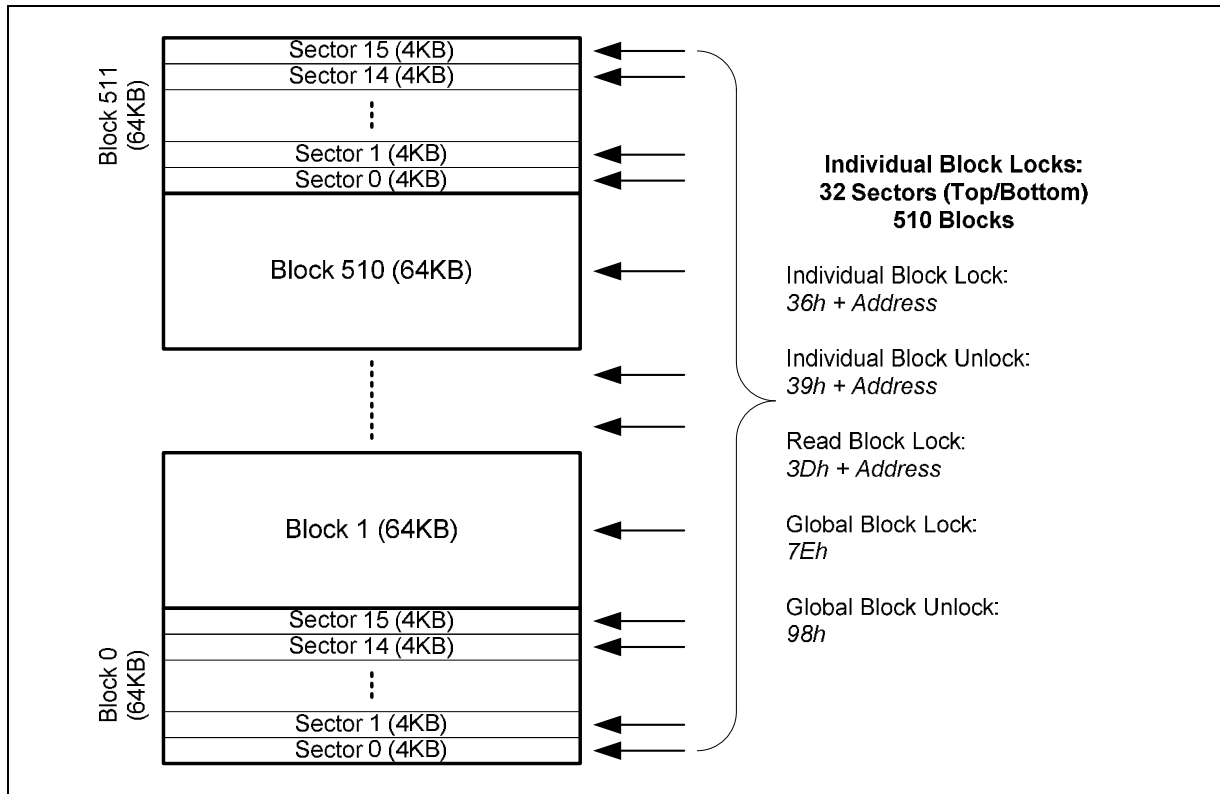 Block 511
(64KB)
Sector 15 (4KB)
Sector 14 (4KB)
Sector 1 (4KB)
Sector 0 (4KB)
Block 510 (64KB)
Block 1 (64KB)
Block 0
(64KB)
Sector 15 (4KB)
Sector 14 (4KB)
Sector 1 (4KB)
Sector 0 (4KB)
Individual Block Locks:
32 Sectors (Top/Bottom)
510 Blocks
Individual Block Lock:
36h + Address
Individual Block Unlock:
39h + Address
Read Block Lock:
3Dh + Address
Global Block Lock:
7Eh
Global Block Unlock:
98h